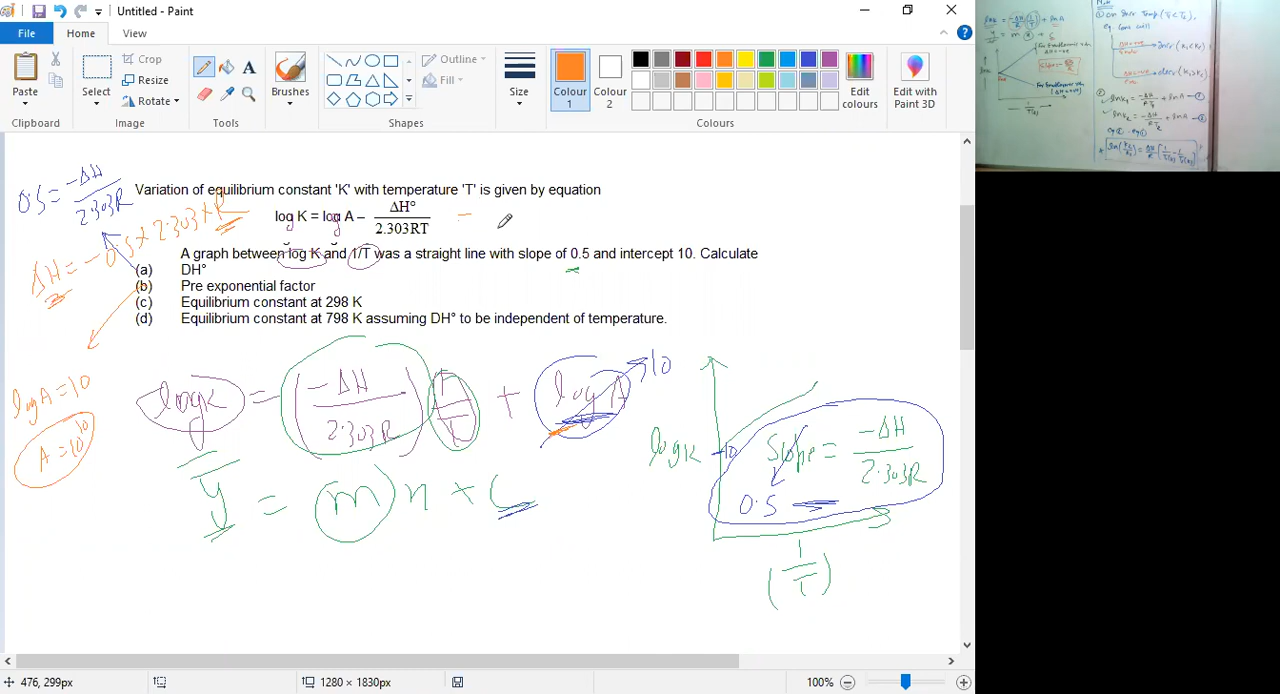 Untitled - Paint
File
Home
View
Paste
Clipboard
Select
Crop
Resize
Rotate
Image
A
Tools
Brushes
Outline
Fill
Shapes
Size
Colour
1
Colour
2
Edit
colours
Edit with
Paint 3D
Colours
0.5 = -ΔH
2.303R
ΔH = -0.5 × 2.303 × R
Variation of equilibrium constant 'K' with temperature 'T' is given by equation
log K = log A – ΔH°
2.303RT
A graph between log K and 1/T was a straight line with slope of 0.5 and intercept 10. Calculate
(a) DH°
(b) Pre exponential factor
(c) Equilibrium constant at 298 K
(d) Equilibrium constant at 798 K assuming DH° to be independent of temperature.
log A = 10
A = 10^10
log K = (-ΔH / 2.303R) (1/T) + log A → 10
y = m x + C
log K
10
Slope = -ΔH
2.303R
0.5
(1/T)
476, 299px
1280 × 1830px
100%